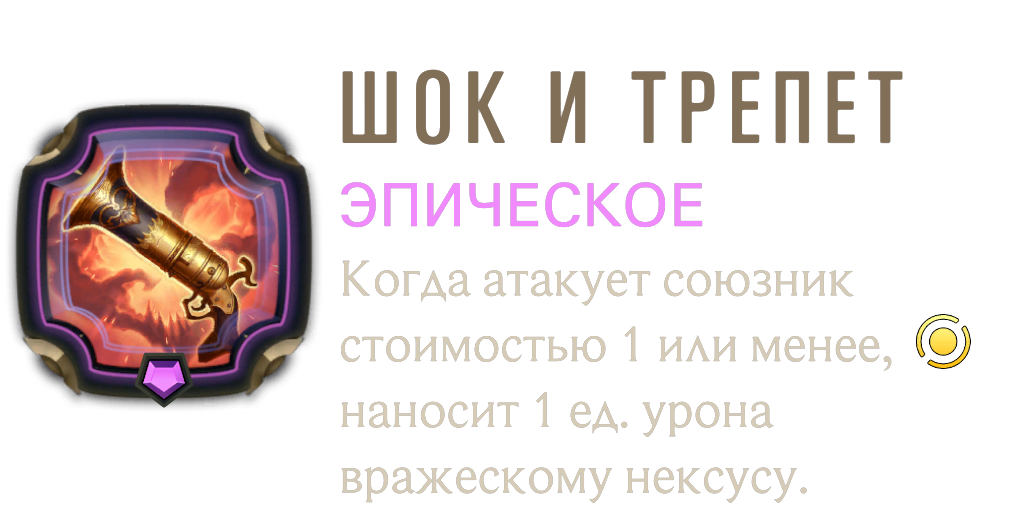 ШОК И ТРЕПЕТ
ЭПИЧЕСКОЕ
Когда атакует союзник
стоимостью 1 или менее,
наносит 1 ед. урона
вражескому нексусу.